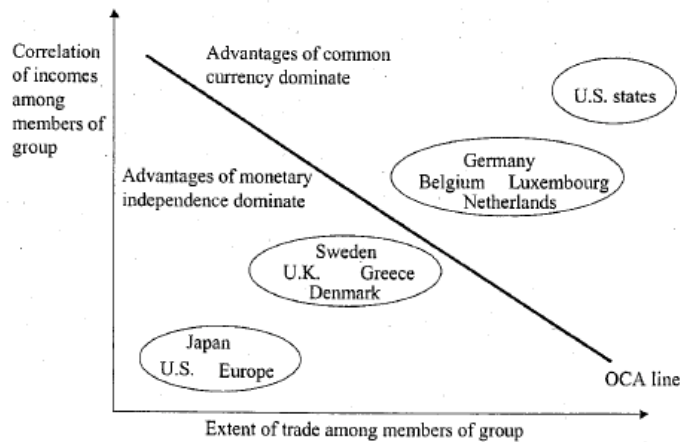 Correlation
of incomes
among
members of
group
Advantages of common
currency dominate
U.S. states
Advantages of monetary
independence dominate
Germany
Belgium Luxembourg
Netherlands
Sweden
U.K. Greece
Denmark
Japan
U.S. Europe
OCA line
Extent of trade among members of group